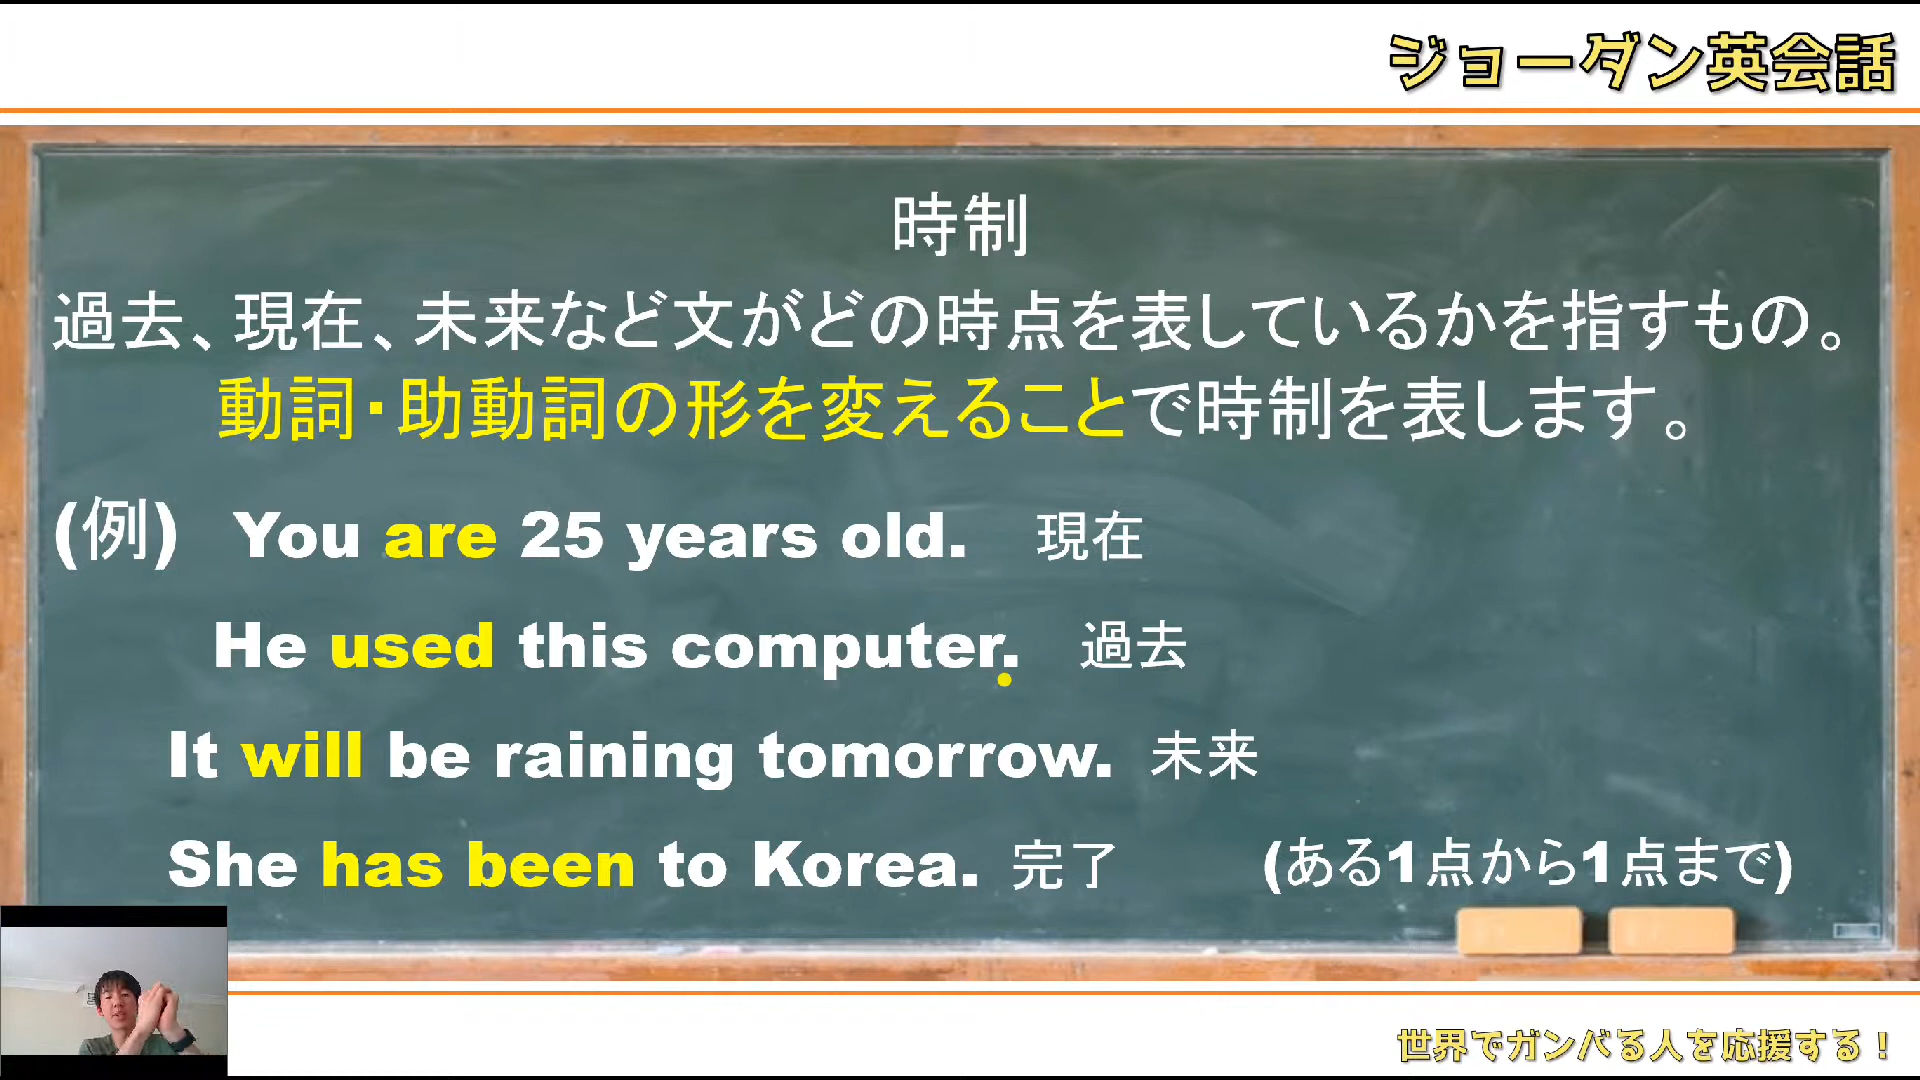 ジョーダン英会話
時制
過去、現在、未来など文がどの時点を表しているかを指すもの。
動詞・助動詞の形を変えることで時制を表します。
(例) You are 25 years old. 現在
He used this computer. 過去
It will be raining tomorrow. 未来
She has been to Korea. 完了 (ある1点から1点まで)
世界でガンバる人を応援する！